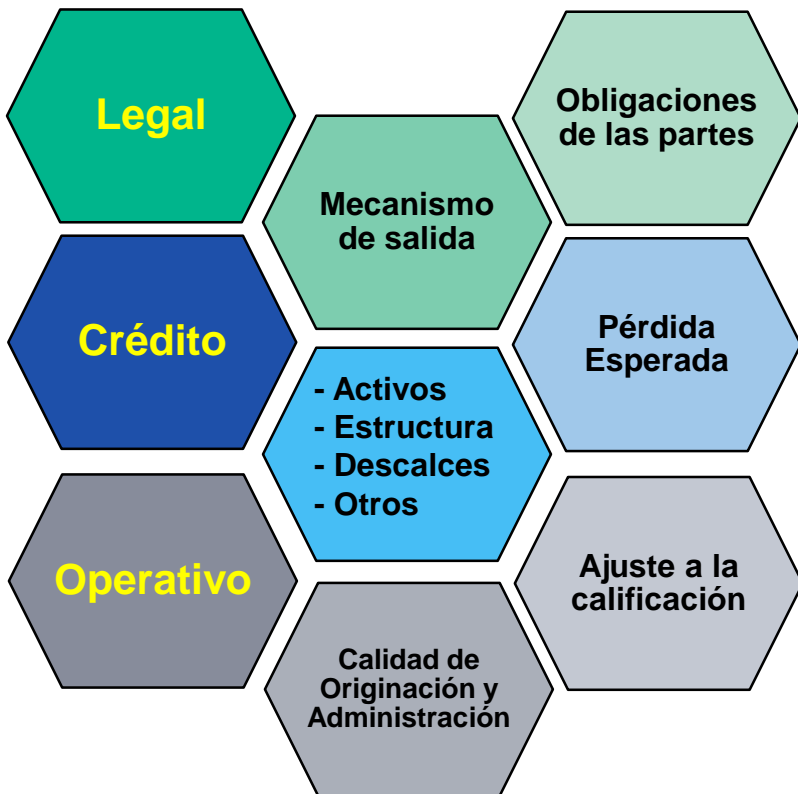 Legal
Mecanismo
de salida
Obligaciones
de las partes
Crédito
- Activos
- Estructura
- Descalces
- Otros
Pérdida
Esperada
Operativo
Calidad de
Originación y
Administración
Ajuste a la
calificación